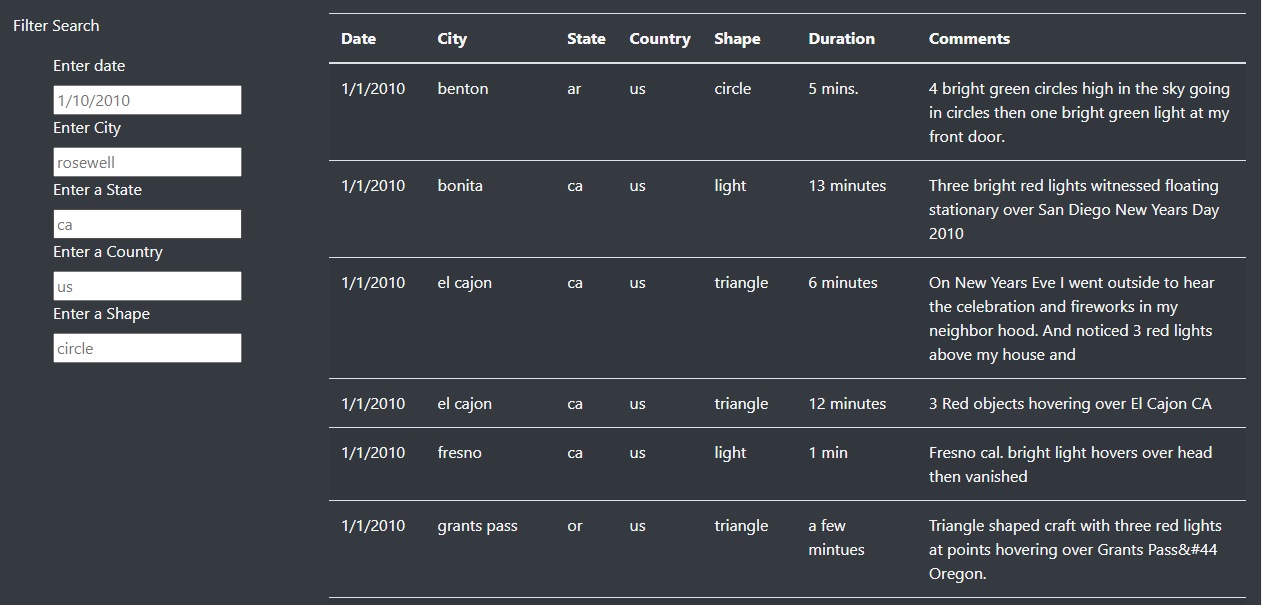 Filter Search
Enter date
1/10/2010
Enter City
rosewell
Enter a State
ca
Enter a Country
us
Enter a Shape
circle
Date City State Country Shape Duration Comments
1/1/2010 benton ar us circle 5 mins. 4 bright green circles high in the sky going
in circles then one bright green light at my
front door.
1/1/2010 bonita ca us light 13 minutes Three bright red lights witnessed floating
stationary over San Diego New Years Day
2010
1/1/2010 el cajon ca us triangle 6 minutes On New Years Eve I went outside to hear
the celebration and fireworks in my
neighbor hood. And noticed 3 red lights
above my house and
1/1/2010 el cajon ca us triangle 12 minutes 3 Red objects hovering over El Cajon CA
1/1/2010 fresno ca us light 1 min Fresno cal. bright light hovers over head
then vanished
1/1/2010 grants pass or us triangle a few Triangle shaped craft with three red lights
mintues at points hovering over Grants Pass&#44
Oregon.